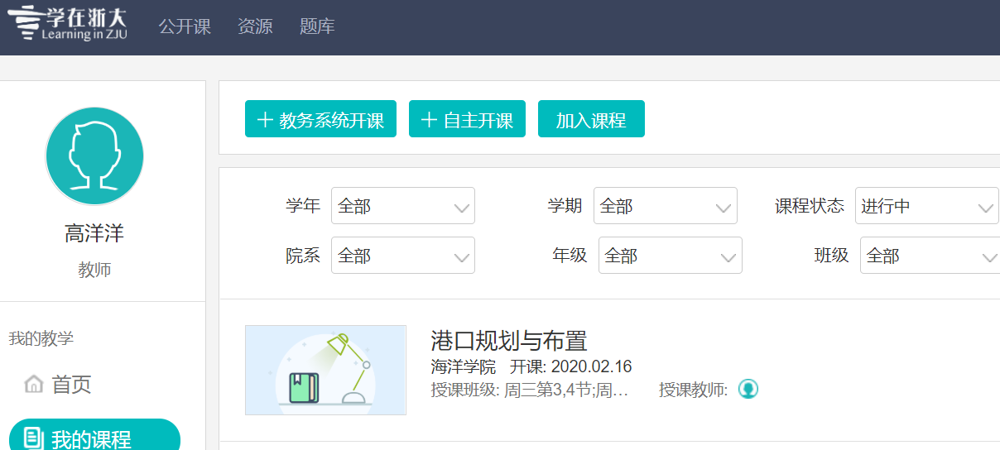 学在浙大
Learning in ZJU
公开课 资源 题库
高洋洋
教师
我的教学
首页
我的课程
+ 教务系统开课 + 自主开课 加入课程
学年 全部 学期 全部 课程状态 进行中
院系 全部 年级 全部 班级 全部
港口规划与布置
海洋学院 开课: 2020.02.16
授课班级: 周三第3,4节;周... 授课教师: